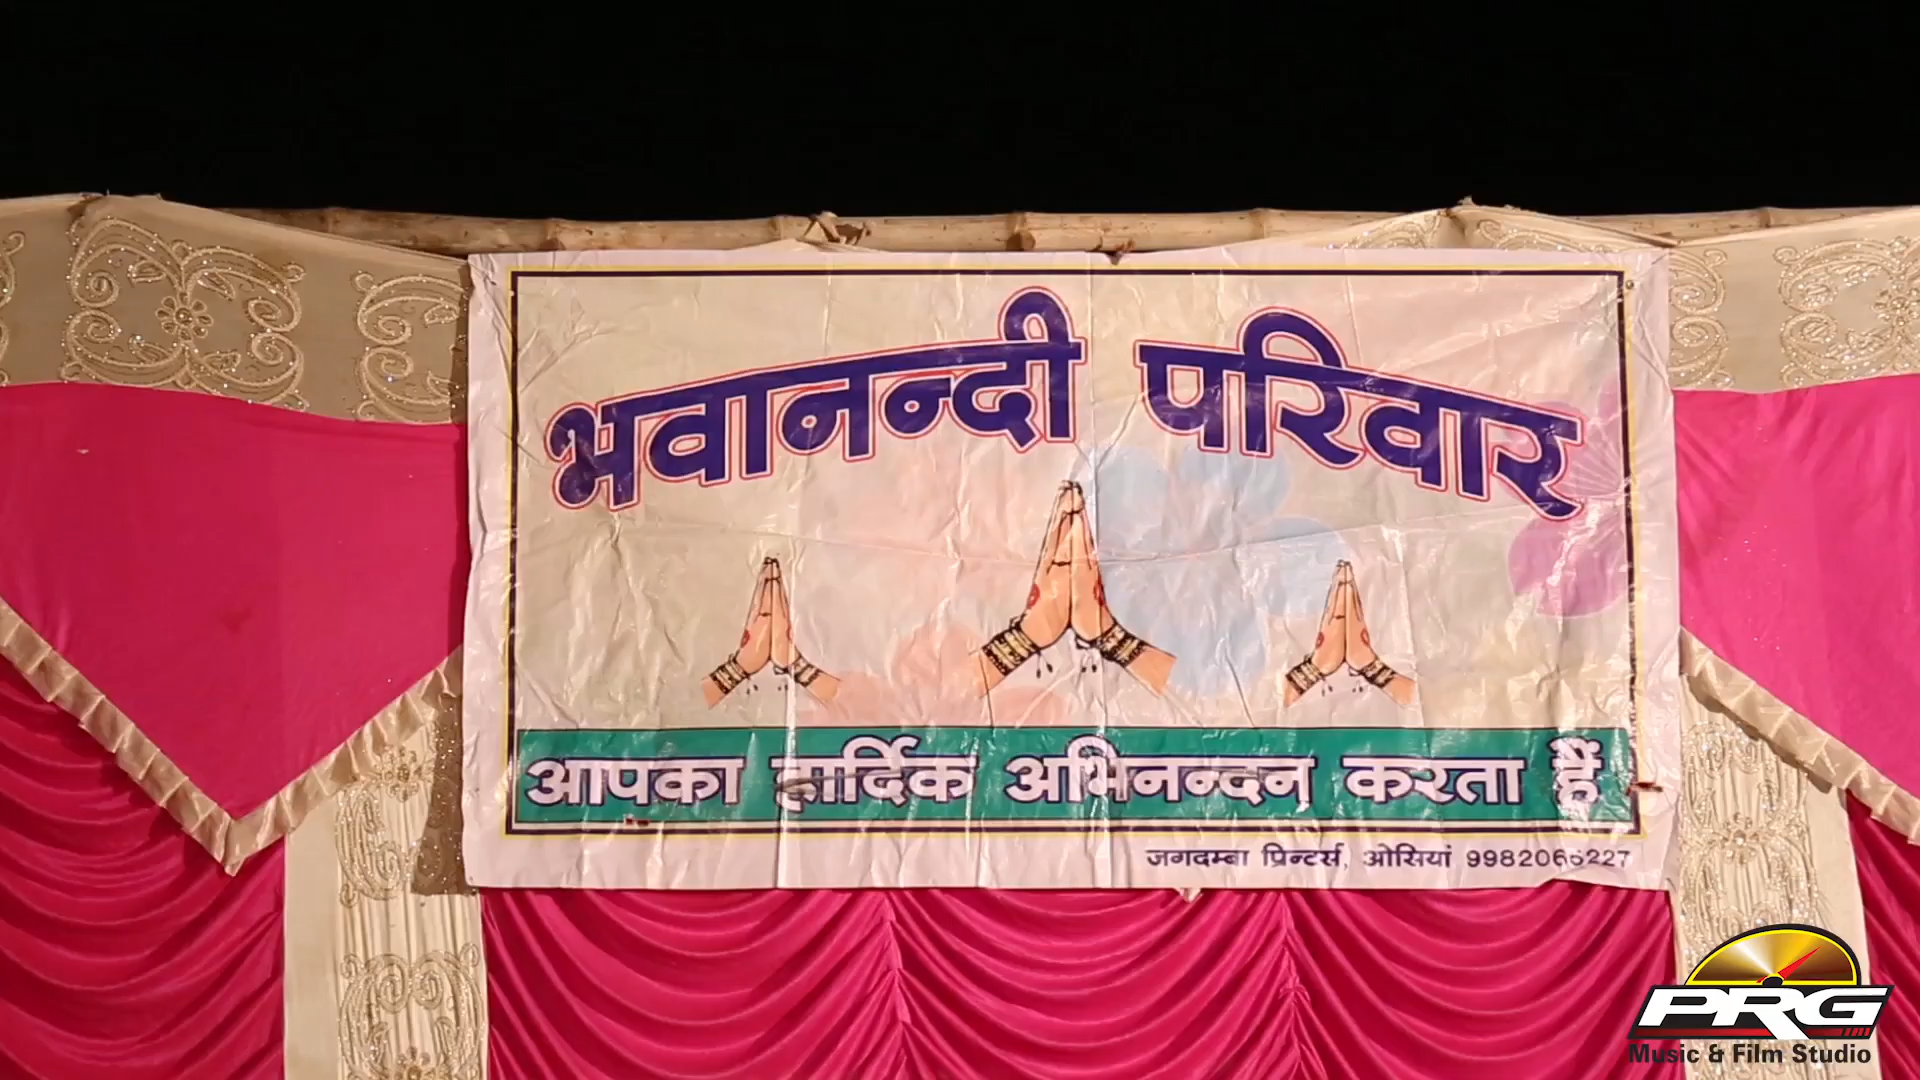 भवानन्दी परिवार
आपका हार्दिक अभिनन्दन करता हैं
जगदम्बा प्रिन्टर्स, ओसियां 9982066227
PRG
Music & Film Studio